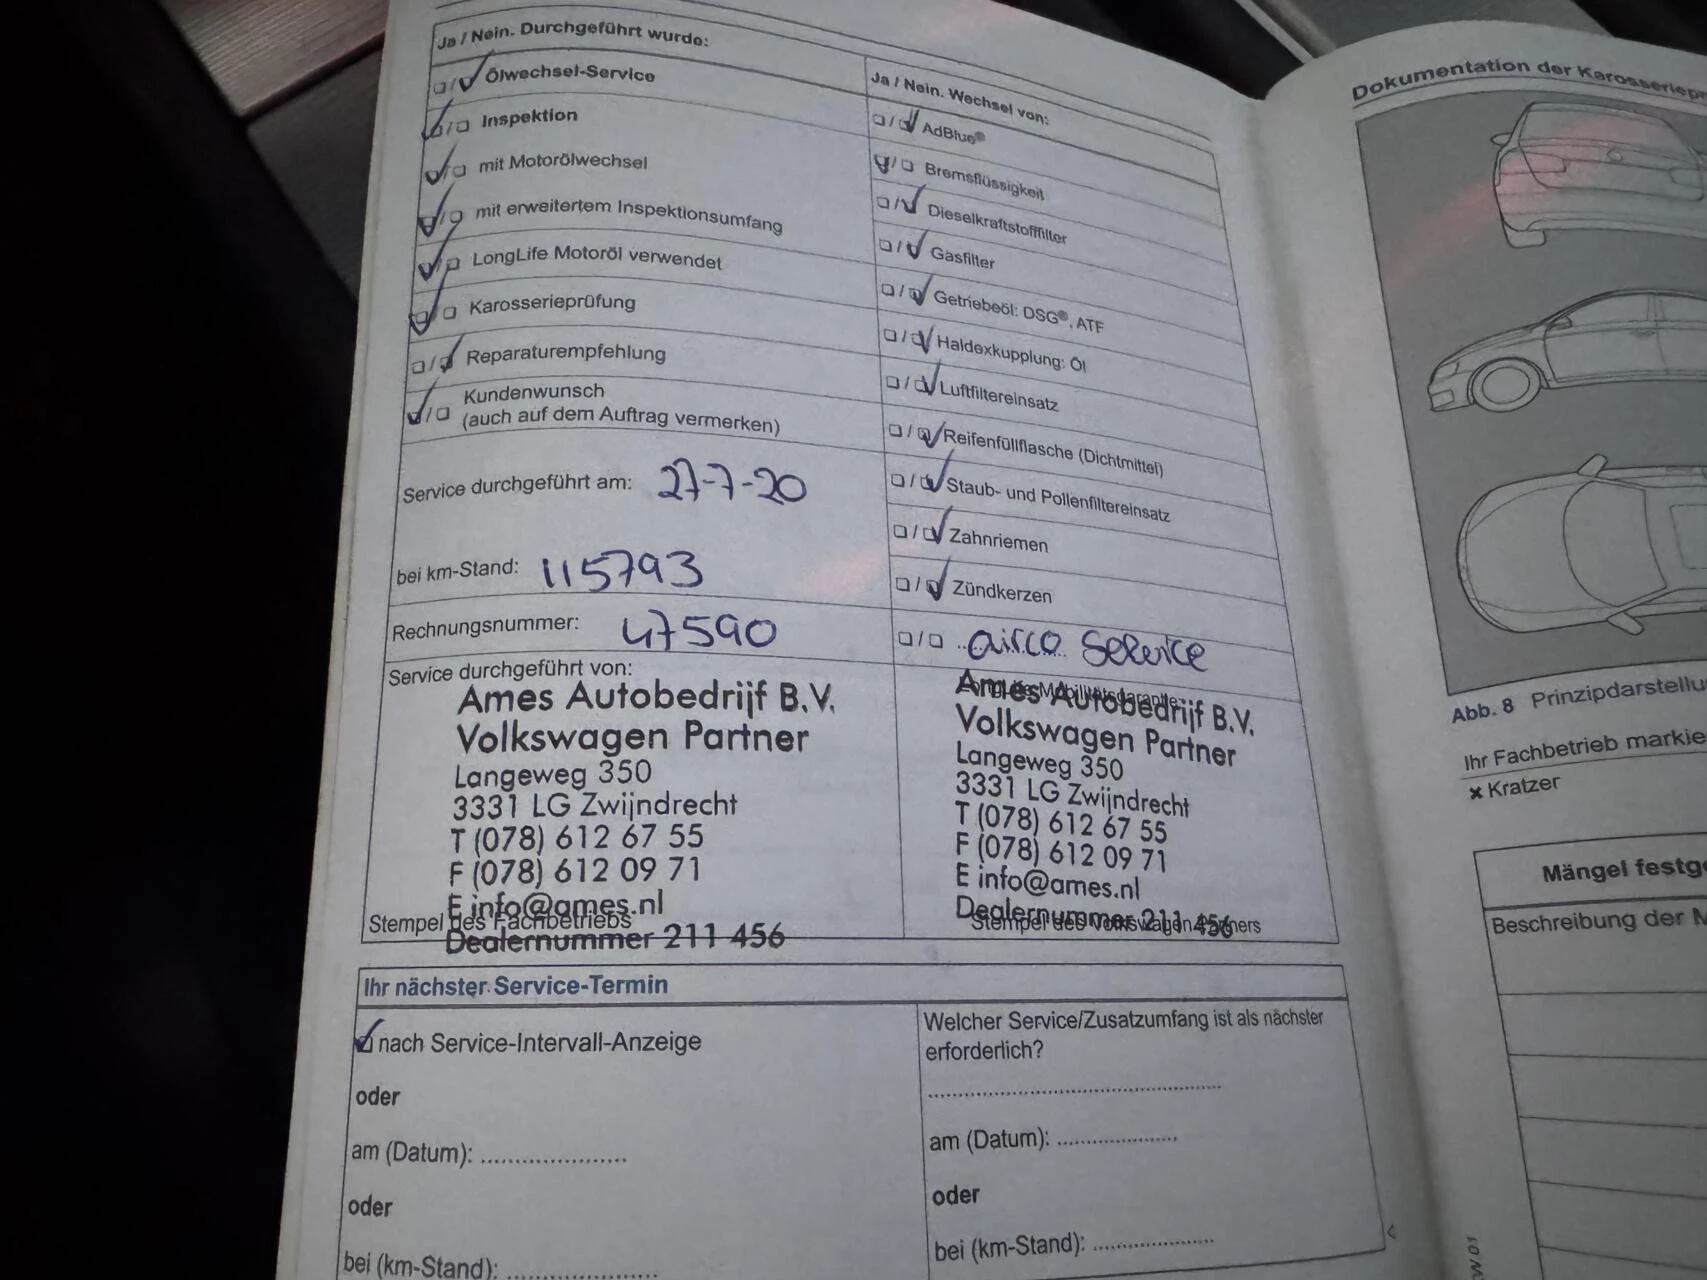 Ja / Nein. Durchgeführt wurde:
Ölwechsel-Service
Inspektion
mit Motorölwechsel
mit erweitertem Inspektionsumfang
LongLife Motoröl verwendet
Karosserieprüfung
Reparaturempfehlung
Kundenwunsch
(auch auf dem Auftrag vermerken)
Service durchgeführt am: 27-7-20
bei km-Stand: 115793
Rechnungsnummer: 47590
Service durchgeführt von:
Ames Autobedrijf B.V.
Volkswagen Partner
Langeweg 350
3331 LG Zwijndrecht
T (078) 612 67 55
F (078) 612 09 71
E info@ames.nl
Stempel des Fachbetriebs
Dealernummer 211 456
Ja / Nein. Wechsel von:
AdBlue®
Bremsflüssigkeit
Dieselkraftstofffilter
Gasfilter
Getriebeöl: DSG®, ATF
Haldexkupplung: Öl
Luftfiltereinsatz
Reifenfüllflasche (Dichtmittel)
Staub- und Pollenfiltereinsatz
Zahnriemen
Zündkerzen
airco service
Ames Autobedrijf B.V.
Volkswagen Partner
Langeweg 350
3331 LG Zwijndrecht
T (078) 612 67 55
F (078) 612 09 71
E info@ames.nl
Dealernummer 211 456
Stempel des Volkswagen Partners
Ihr nächster Service-Termin
nach Service-Intervall-Anzeige
oder
am (Datum): ......................
oder
bei (km-Stand): ......................
Welcher Service/Zusatzumfang ist als nächster
erforderlich?
am (Datum): ..................
oder
bei (km-Stand): ..................
Dokumentation der
Abb. 8 
Ihr Fachbetrieb
× Kratzer
Mängel
Beschreibung der